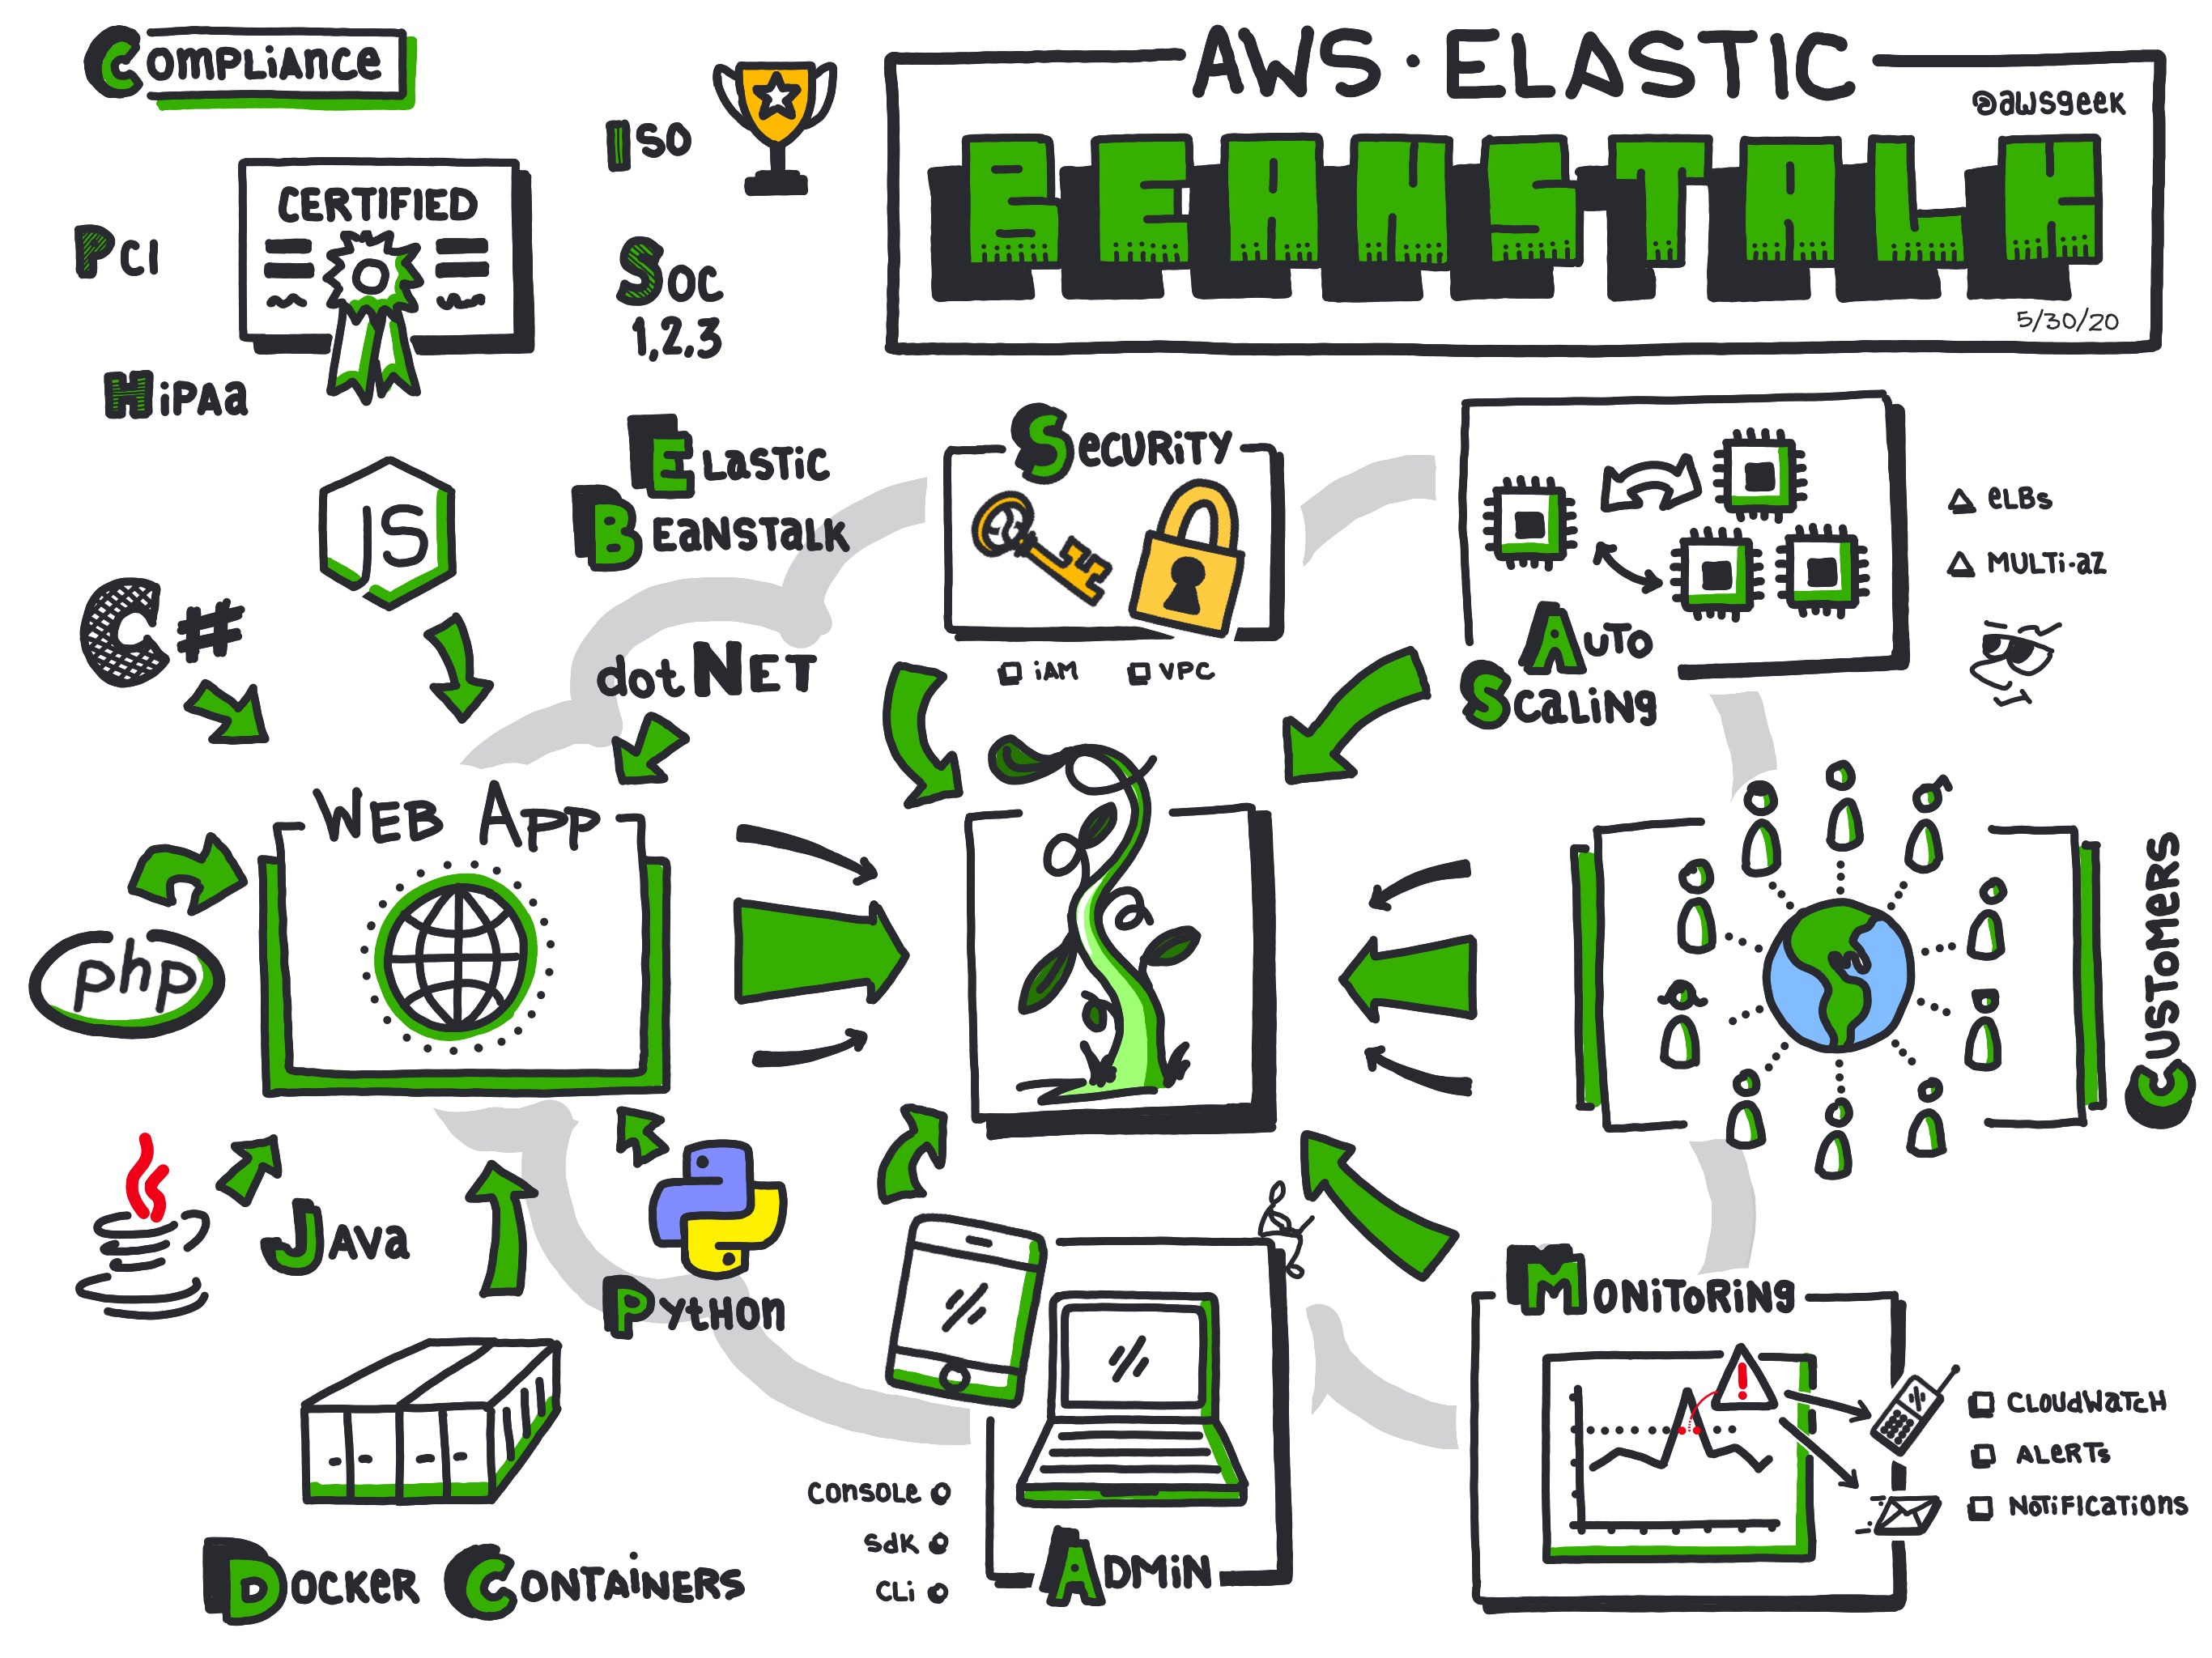 Compliance
AWS · ELASTIC
@awsgeek
BEANSTALK
5/30/20
ISO
CERTIFIED
PCI
SOC
1,2,3
HiPAa
Elastic
Beanstalk
Security
iAM
VPC
eLBs
MULTi-aZ
Auto
Scaling
JS
C#
dot NET
Web App
php
Customers
Java
Python
Docker Containers
Console
SdK
CLi
Admin
Monitoring
!
CloudWatch
Alerts
Notifications